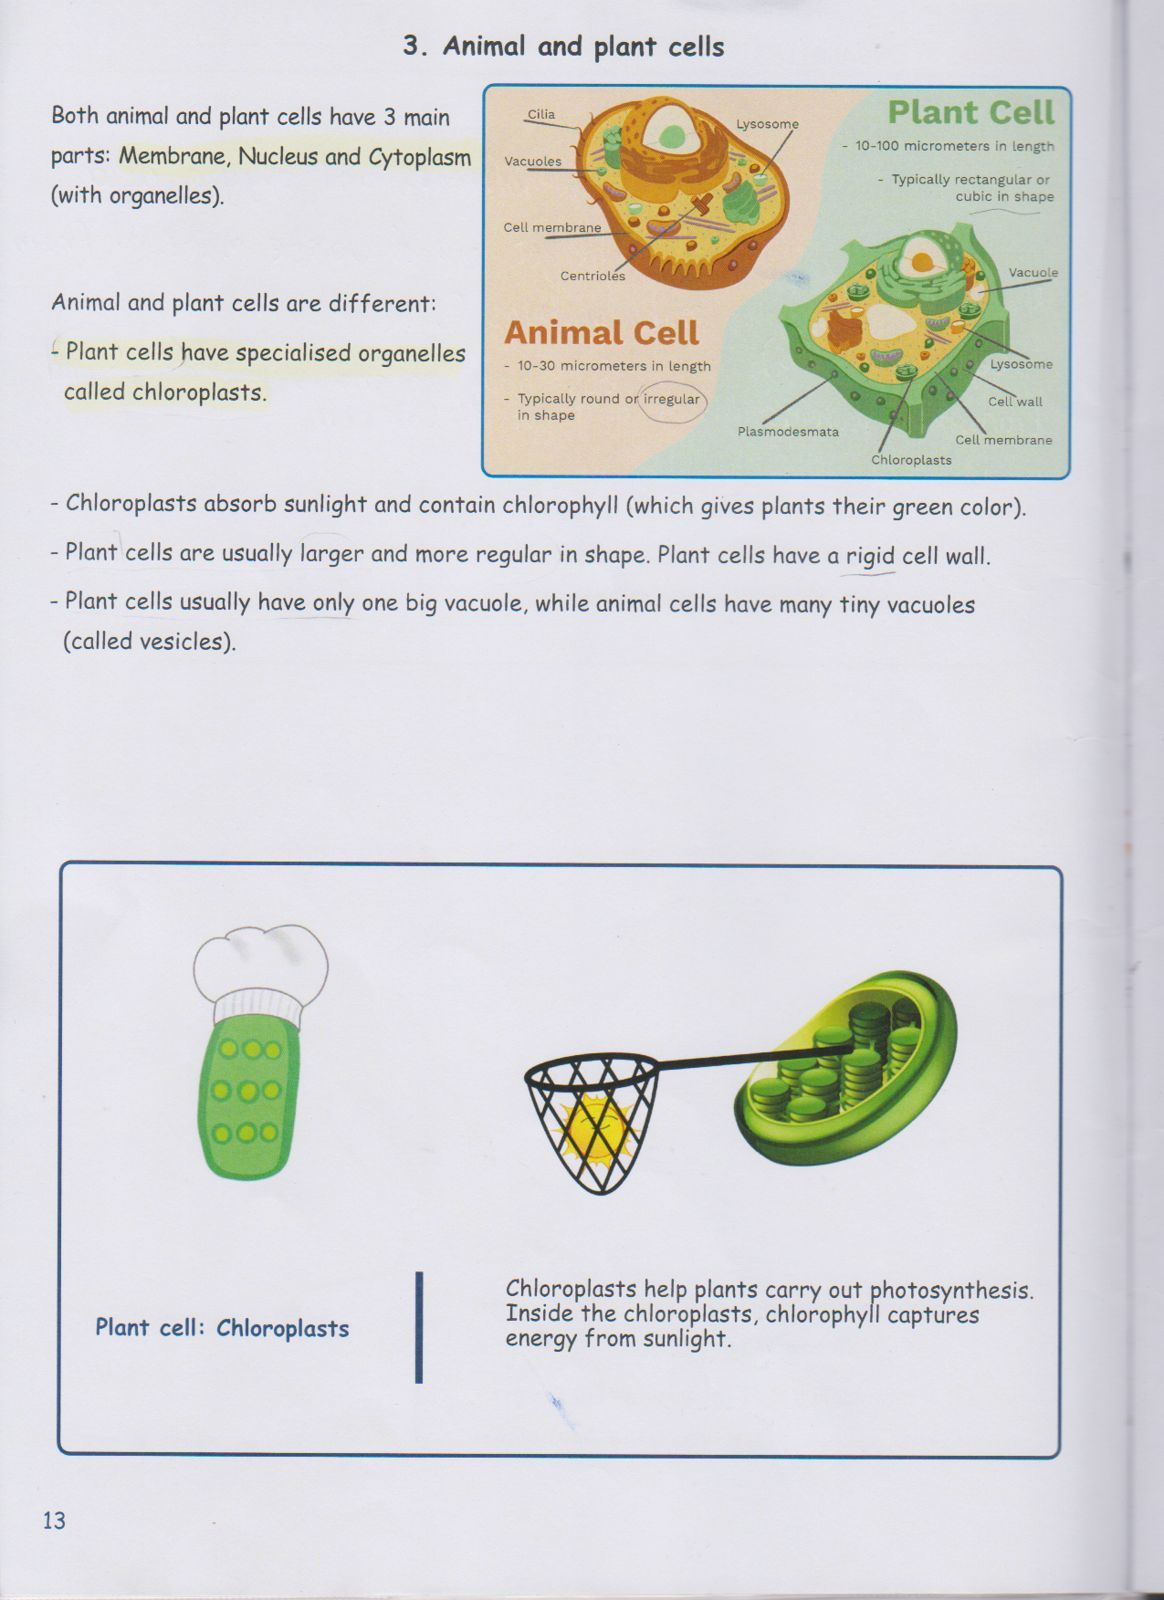 3. Animal and plant cells
Both animal and plant cells have 3 main
parts: Membrane, Nucleus and Cytoplasm
(with organelles).
Animal and plant cells are different:
- Plant cells have specialised organelles
called chloroplasts.
Cilia
Lysosome
Vacuoles
Cell membrane
Centrioles
Animal Cell
- 10-30 micrometers in length
- Typically round or irregular
in shape
Plant Cell
- 10-100 micrometers in length
- Typically rectangular or
cubic in shape
Vacuole
Lysosome
Cell wall
Plasmodesmata
Cell membrane
Chloroplasts
- Chloroplasts absorb sunlight and contain chlorophyll (which gives plants their green color).
- Plant cells are usually larger and more regular in shape. Plant cells have a rigid cell wall.
- Plant cells usually have only one big vacuole, while animal cells have many tiny vacuoles
(called vesicles).
Plant cell: Chloroplasts
Chloroplasts help plants carry out photosynthesis.
Inside the chloroplasts, chlorophyll captures
energy from sunlight.
13